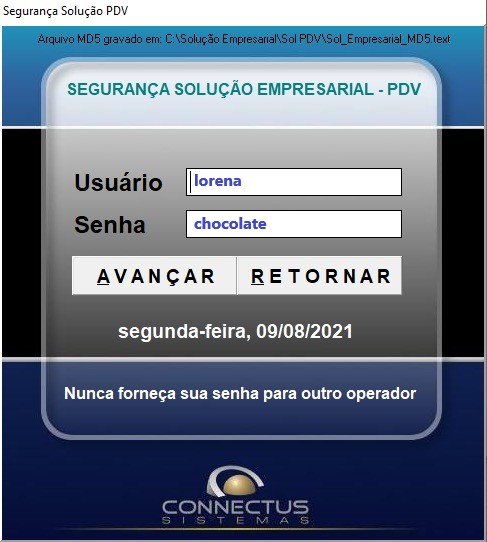 Segurança Solução PDV
Arquivo MD5 gravado em: C:\Solução Empresarial\Sol PDV\Sol_Empresarial_MD5.text
SEGURANÇA SOLUÇÃO EMPRESARIAL - PDV
Usuário lorena
Senha chocolate
AVANÇAR RETORNAR
segunda-feira, 09/08/2021
Nunca forneça sua senha para outro operador
CONNECTUS
SISTEMAS